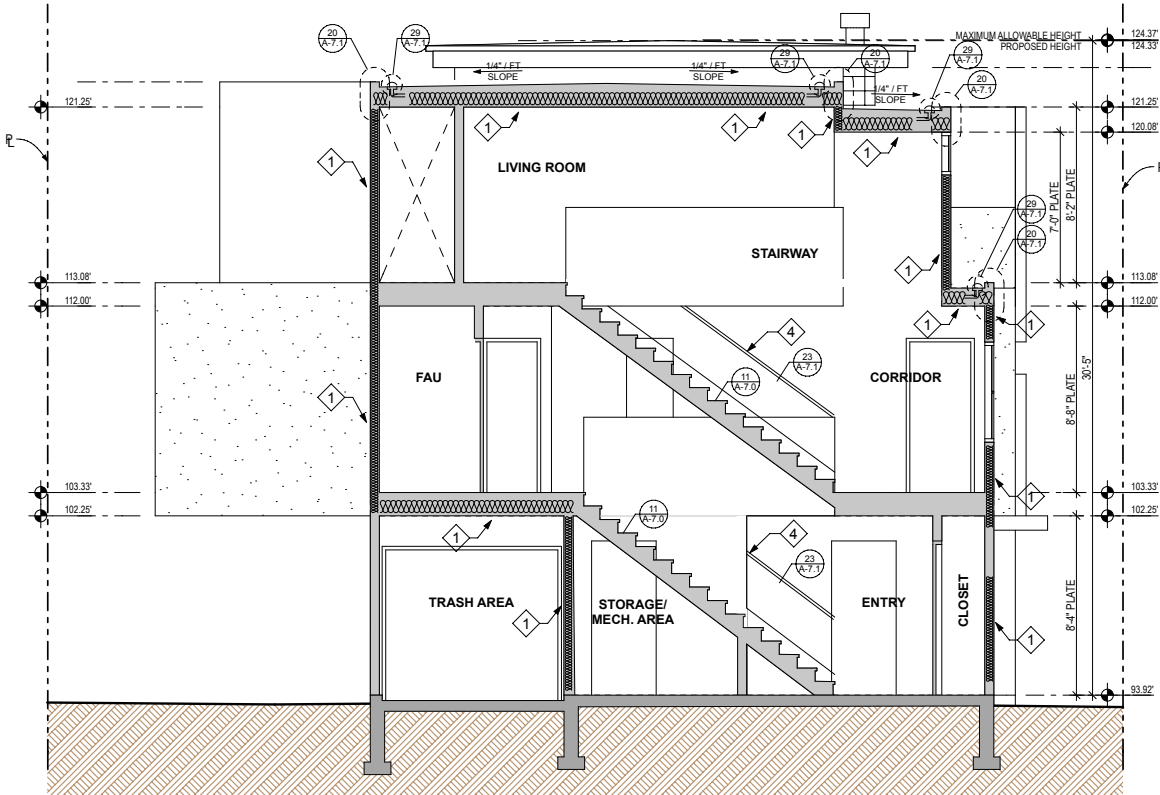 MAXIMUM ALLOWABLE HEIGHT
124.37'
PROPOSED HEIGHT
124.33'
20
A-7.1
29
A-7.1
1/4" / FT
SLOPE
1/4" / FT
SLOPE
29
A-7.1
20
A-7.1
29
A-7.1
20
A-7.1
1/4" / FT
SLOPE
121.25'
121.25'
120.08'
1
1
1
1
1
LIVING ROOM
7'-0" PLATE
8'-2" PLATE
29
A-7.1
20
A-7.1
STAIRWAY
1
113.08'
112.00'
113.08'
112.00'
1
1
4
23
A-7.1
11
A-7.0
FAU
CORRIDOR
1
30'-5"
8'-8" PLATE
103.33'
102.25'
1
103.33'
102.25'
11
A-7.0
1
4
23
A-7.1
TRASH AREA
STORAGE/
MECH. AREA
1
ENTRY
CLOSET
1
8'-4" PLATE
93.92'